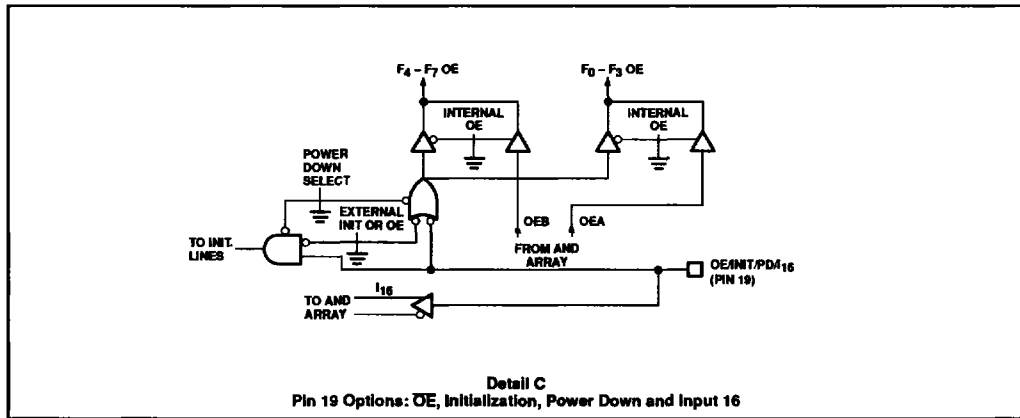 F4 – F7 OE
F0 – F3 OE
INTERNAL
OE
INTERNAL
OE
POWER
DOWN
SELECT
EXTERNAL
INIT OR OE
OEB
OEA
TO INIT.
LINES
FROM AND
ARRAY
OE/INIT/PD/I16
(PIN 19)
I16
TO AND
ARRAY
Detail C
Pin 19 Options: O̅E̅, Initialization, Power Down and Input 16